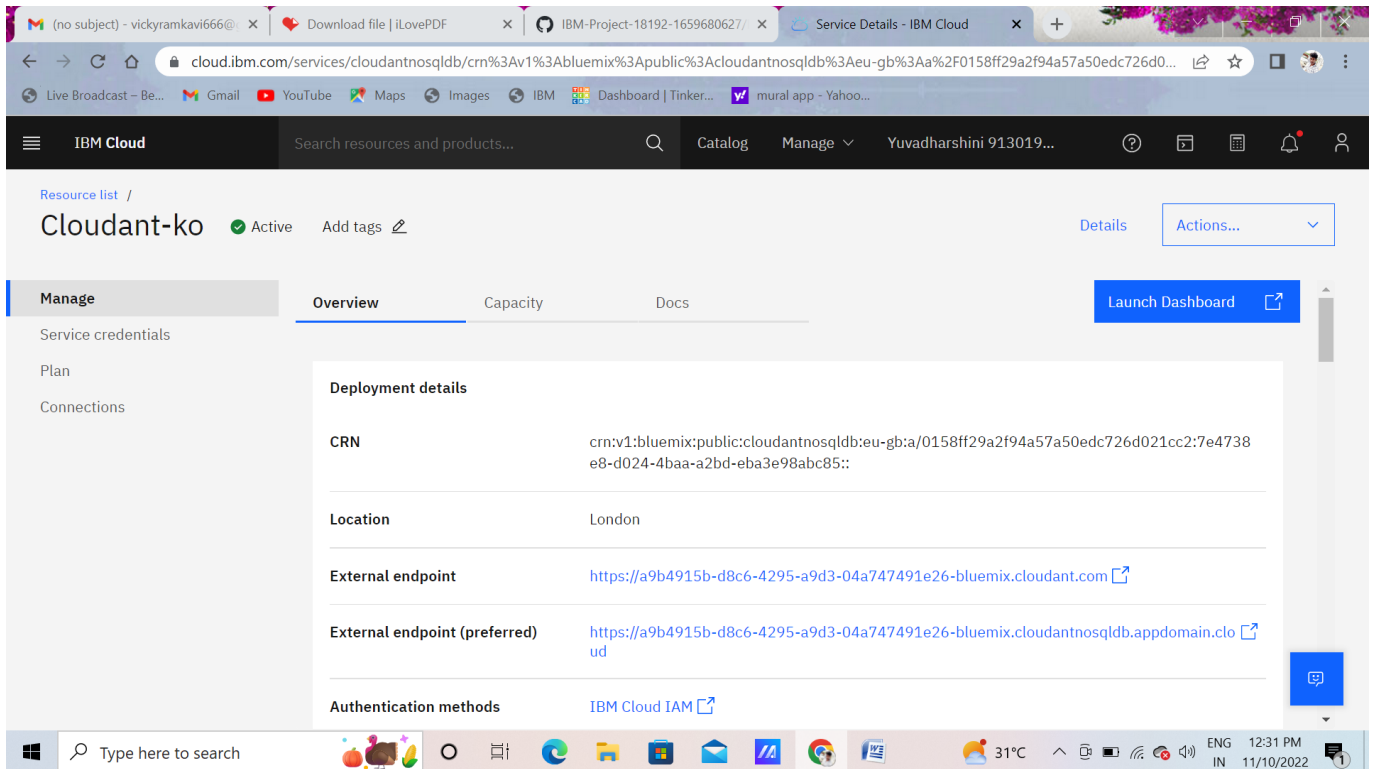 (no subject) - vickyramkavi666@g
Download file | iLovePDF
IBM-Project-18192-1659680627/
Service Details - IBM Cloud
cloud.ibm.com/services/cloudantnosqldb/crn%3Av1%3Abluemix%3Apublic%3Acloudantnosqldb%3Aeu-gb%3Aa%2F0158ff29a2f94a57a50edc726d0...
Live Broadcast – Be...
Gmail
YouTube
Maps
Images
IBM
Dashboard | Tinker...
mural app - Yahoo...
IBM Cloud
Search resources and products...
Catalog
Manage
Yuvadharshini 913019...
Resource list /
Cloudant-ko
Active
Add tags
Details
Actions...
Manage
Service credentials
Plan
Connections
Overview
Capacity
Docs
Launch Dashboard
Deployment details
CRN
crn:v1:bluemix:public:cloudantnosqldb:eu-gb:a/0158ff29a2f94a57a50edc726d021cc2:7e4738
e8-d024-4baa-a2bd-eba3e98abc85::
Location
London
External endpoint
https://a9b4915b-d8c6-4295-a9d3-04a747491e26-bluemix.cloudant.com
External endpoint (preferred)
https://a9b4915b-d8c6-4295-a9d3-04a747491e26-bluemix.cloudantnosqldb.appdomain.clo
ud
Authentication methods
IBM Cloud IAM
Type here to search
31°C
ENG
IN
12:31 PM
11/10/2022
1